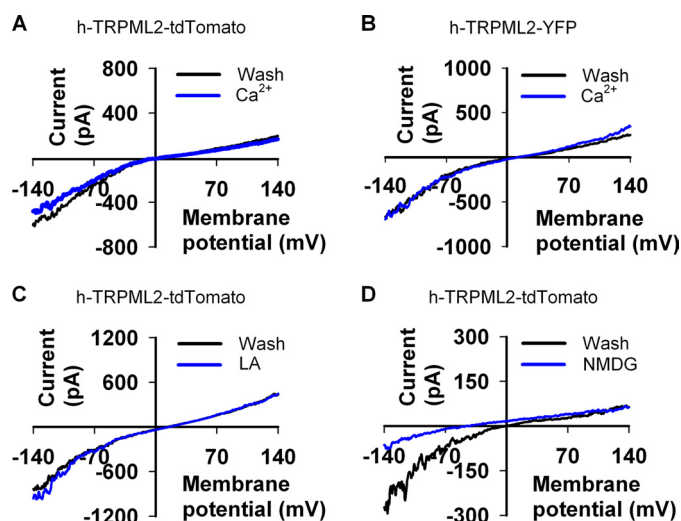 A
h-TRPML2-tdTomato
Current
(pA)
800
400
-400
-800
Wash
Ca²⁺
-140
-70
70
140
Membrane
potential (mV)
B
h-TRPML2-YFP
Current
(pA)
1000
500
-500
-1000
Wash
Ca²⁺
-140
-70
70
140
Membrane
potential (mV)
C
h-TRPML2-tdTomato
Current
(pA)
1200
600
-600
-1200
Wash
LA
-140
-70
70
140
Membrane
potential (mV)
D
h-TRPML2-tdTomato
Current
(pA)
300
150
-150
-300
Wash
NMDG
-140
-70
70
140
Membrane
potential (mV)